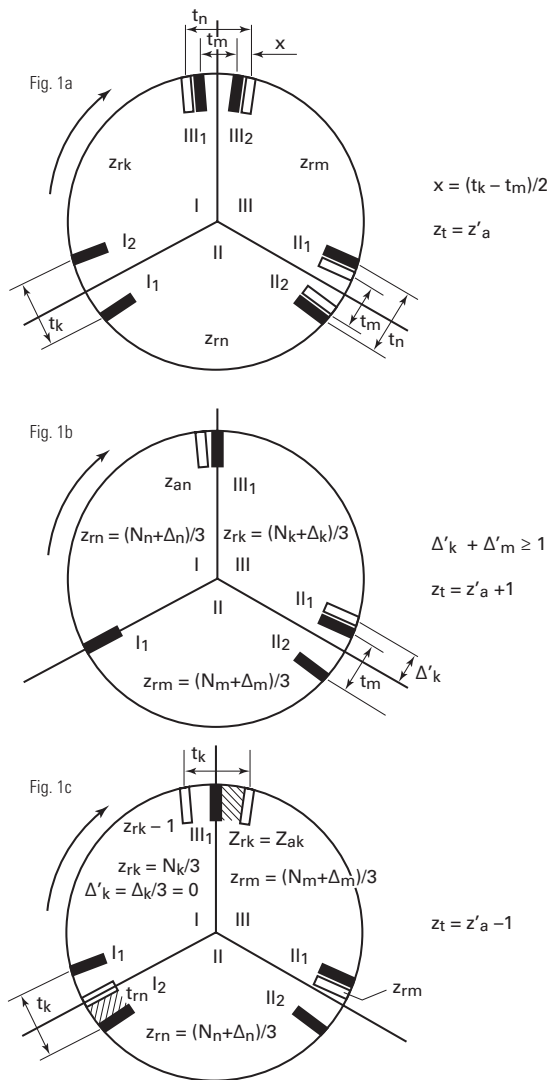 tn
tm
x
Fig. 1a
III1
III2
zrk
zrm
x = (tk – tm)/2
I
III
zt = z′a
I2
II1
II
I1
II2
tk
tm
tn
zrn
Fig. 1b
zan
III1
zrn = (Nn+Δn)/3
zrk = (Nk+Δk)/3
Δ′k + Δ′m ≥ 1
I
III
zt = z′a +1
II
II1
I1
II2
Δ′k
tm
zrm = (Nm+Δm)/3
tk
Fig. 1c
zrk – 1
III1
Zrk = Zak
zrk = Nk/3
zrm = (Nm+Δm)/3
Δ′k = Δk/3 = 0
I
III
zt = z′a –1
I1
II
II1
I2
tk
trn
II2
zrm
zrn = (Nn+Δn)/3